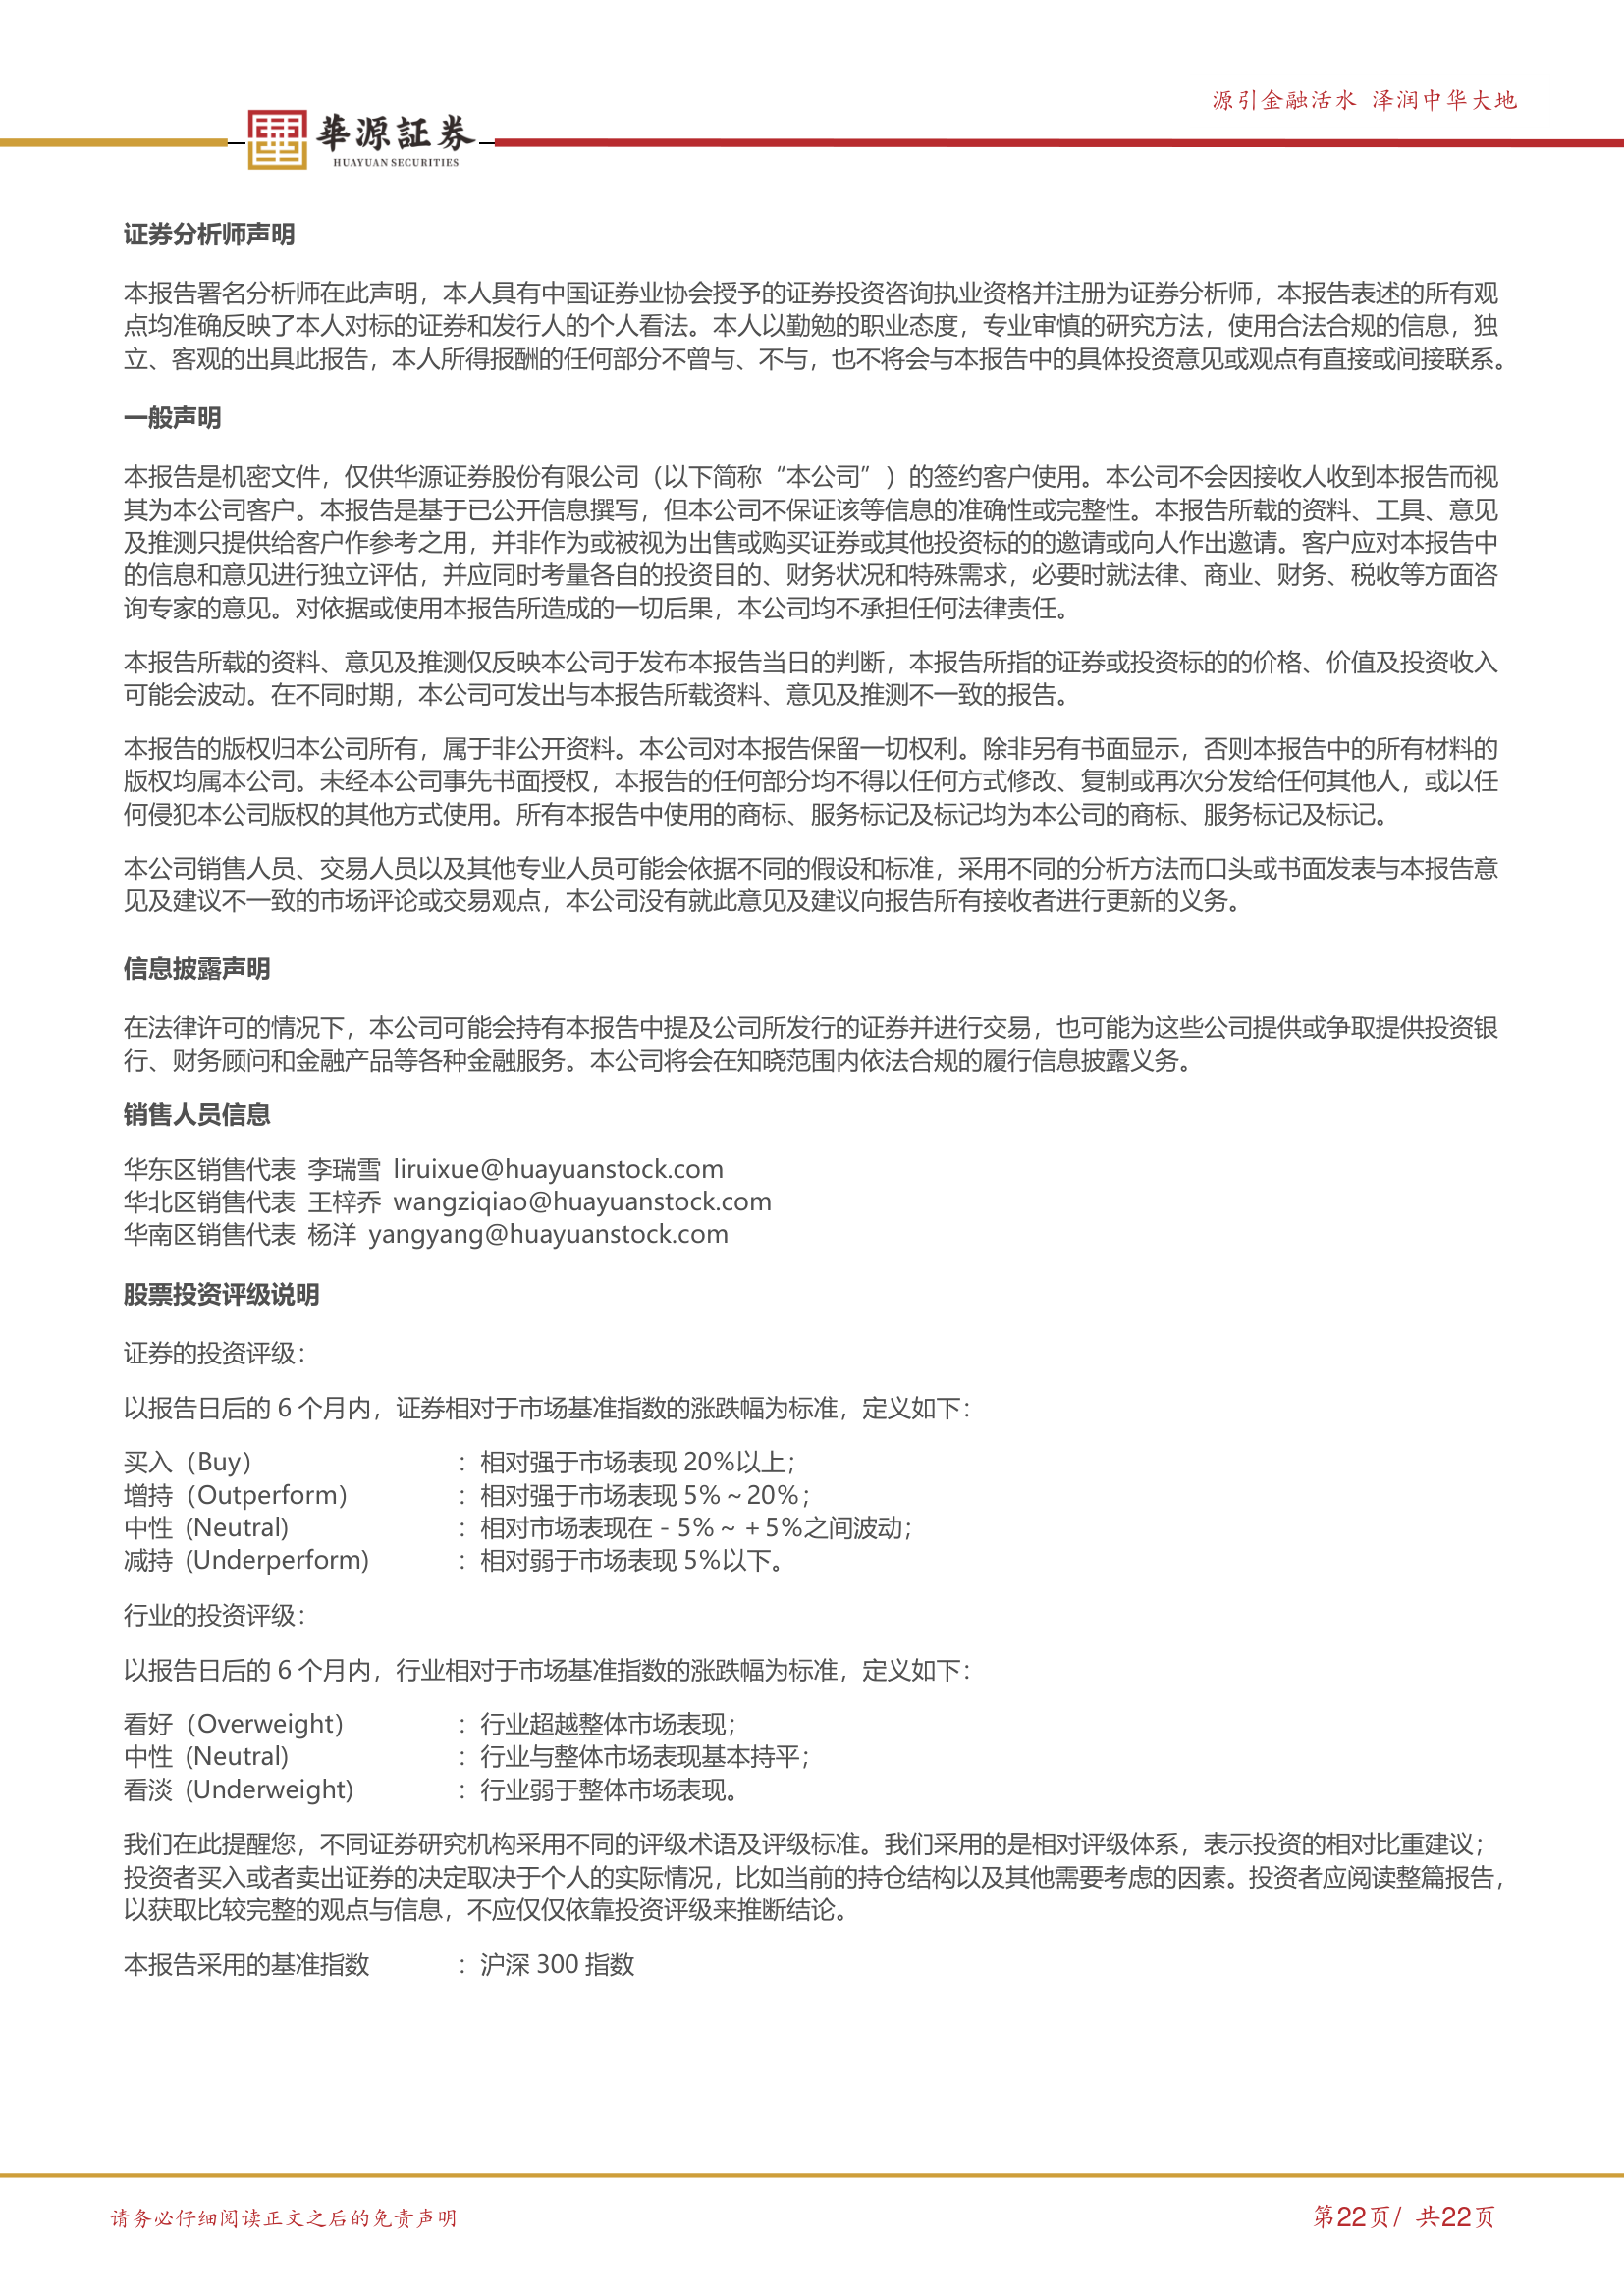 源引金融活水 泽润中华大地
華源証券
HUAYUAN SECURITIES
证券分析师声明
本报告署名分析师在此声明，本人具有中国证券业协会授予的证券投资咨询执业资格并注册为证券分析师，本报告表述的所有观
点均准确反映了本人对标的证券和发行人的个人看法。本人以勤勉的职业态度，专业审慎的研究方法，使用合法合规的信息，独
立、客观的出具此报告，本人所得报酬的任何部分不曾与、不与，也不将会与本报告中的具体投资意见或观点有直接或间接联系。
一般声明
本报告是机密文件，仅供华源证券股份有限公司（以下简称“本公司”）的签约客户使用。本公司不会因接收人收到本报告而视
其为本公司客户。本报告是基于已公开信息撰写，但本公司不保证该等信息的准确性或完整性。本报告所载的资料、工具、意见
及推测只提供给客户作参考之用，并非作为或被视为出售或购买证券或其他投资标的的邀请或向人作出邀请。客户应对本报告中
的信息和意见进行独立评估，并应同时考量各自的投资目的、财务状况和特殊需求，必要时就法律、商业、财务、税收等方面咨
询专家的意见。对依据或使用本报告所造成的一切后果，本公司均不承担任何法律责任。
本报告所载的资料、意见及推测仅反映本公司于发布本报告当日的判断，本报告所指的证券或投资标的的价格、价值及投资收入
可能会波动。在不同时期，本公司可发出与本报告所载资料、意见及推测不一致的报告。
本报告的版权归本公司所有，属于非公开资料。本公司对本报告保留一切权利。除非另有书面显示，否则本报告中的所有材料的
版权均属本公司。未经本公司事先书面授权，本报告的任何部分均不得以任何方式修改、复制或再次分发给任何其他人，或以任
何侵犯本公司版权的其他方式使用。所有本报告中使用的商标、服务标记及标记均为本公司的商标、服务标记及标记。
本公司销售人员、交易人员以及其他专业人员可能会依据不同的假设和标准，采用不同的分析方法而口头或书面发表与本报告意
见及建议不一致的市场评论或交易观点，本公司没有就此意见及建议向报告所有接收者进行更新的义务。
信息披露声明
在法律许可的情况下，本公司可能会持有本报告中提及公司所发行的证券并进行交易，也可能为这些公司提供或争取提供投资银
行、财务顾问和金融产品等各种金融服务。本公司将会在知晓范围内依法合规的履行信息披露义务。
销售人员信息
华东区销售代表 李瑞雪 liruixue@huayuanstock.com
华北区销售代表 王梓乔 wangziqiao@huayuanstock.com
华南区销售代表 杨洋 yangyang@huayuanstock.com
股票投资评级说明
证券的投资评级：
以报告日后的 6 个月内，证券相对于市场基准指数的涨跌幅为标准，定义如下：
买入（Buy） ：相对强于市场表现 20%以上；
增持（Outperform） ：相对强于市场表现 5%～20%；
中性 (Neutral) ：相对市场表现在－5%～＋5%之间波动；
减持 (Underperform) ：相对弱于市场表现 5%以下。
行业的投资评级：
以报告日后的 6 个月内，行业相对于市场基准指数的涨跌幅为标准，定义如下：
看好（Overweight） ：行业超越整体市场表现；
中性 (Neutral) ：行业与整体市场表现基本持平；
看淡 (Underweight) ：行业弱于整体市场表现。
我们在此提醒您，不同证券研究机构采用不同的评级术语及评级标准。我们采用的是相对评级体系，表示投资的相对比重建议；
投资者买入或者卖出证券的决定取决于个人的实际情况，比如当前的持仓结构以及其他需要考虑的因素。投资者应阅读整篇报告，
以获取比较完整的观点与信息，不应仅仅依靠投资评级来推断结论。
本报告采用的基准指数 ：沪深 300 指数
请务必仔细阅读正文之后的免责声明
第22页/ 共22页